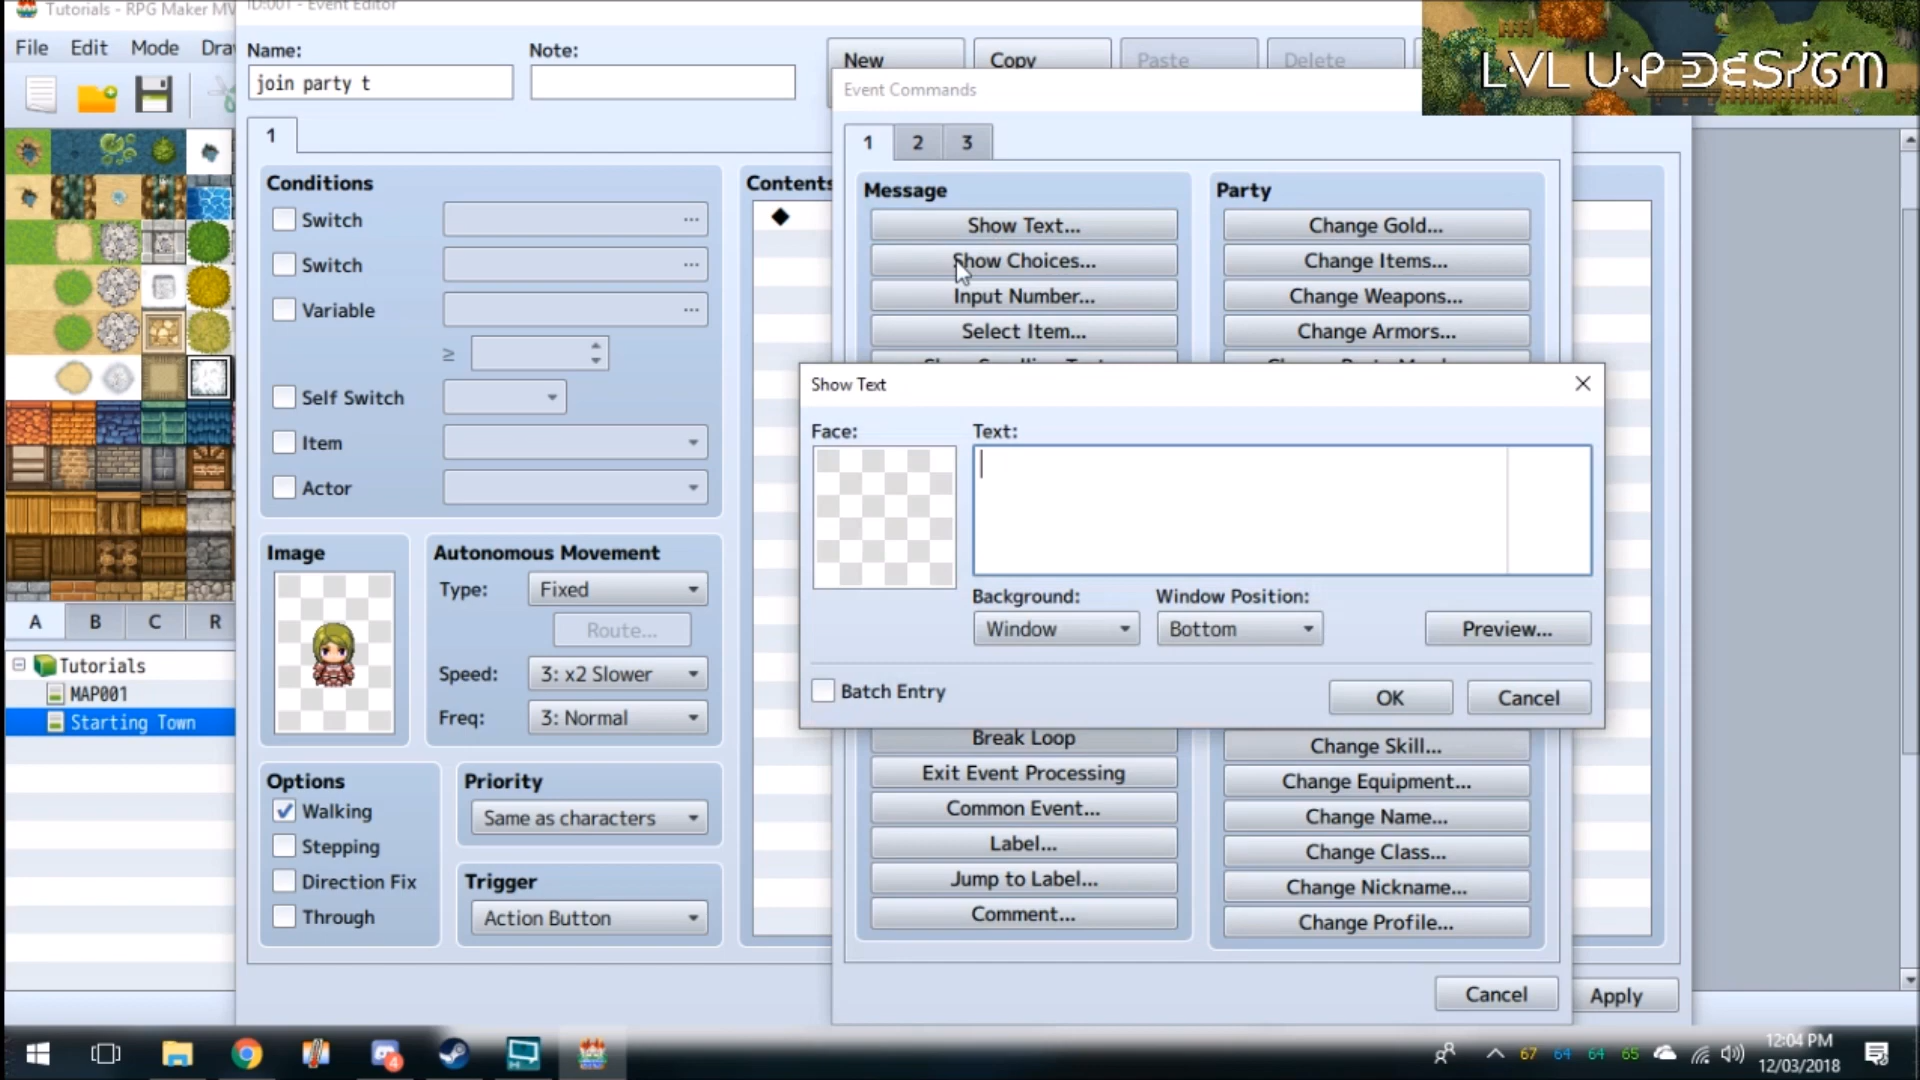 Tutorials - RPG Maker MV
ID:001 - Event Editor
File Edit Mode
Name:
join party t
Note:
New
Copy
Paste
Delete
LVL UP DESIGN
Event Commands
1
1 2 3
Conditions
Switch ...
Switch ...
Variable ...
≥
Self Switch
Item
Actor
Contents
Message
Show Text...
Show Choices...
Input Number...
Select Item...
Party
Change Gold...
Change Items...
Change Weapons...
Change Armors...
Show Text
Face:
Text:
Background:
Window
Window Position:
Bottom
Preview...
Batch Entry
OK
Cancel
Image
Autonomous Movement
Type: Fixed
Route...
Speed: 3: x2 Slower
Freq: 3: Normal
A B C R
Tutorials
MAP001
Starting Town
Options
Walking
Stepping
Direction Fix
Through
Priority
Same as characters
Trigger
Action Button
Break Loop
Exit Event Processing
Common Event...
Label...
Jump to Label...
Comment...
Change Skill...
Change Equipment...
Change Name...
Change Class...
Change Nickname...
Change Profile...
Cancel
Apply
4
67 64 64 65
12:04 PM
12/03/2018